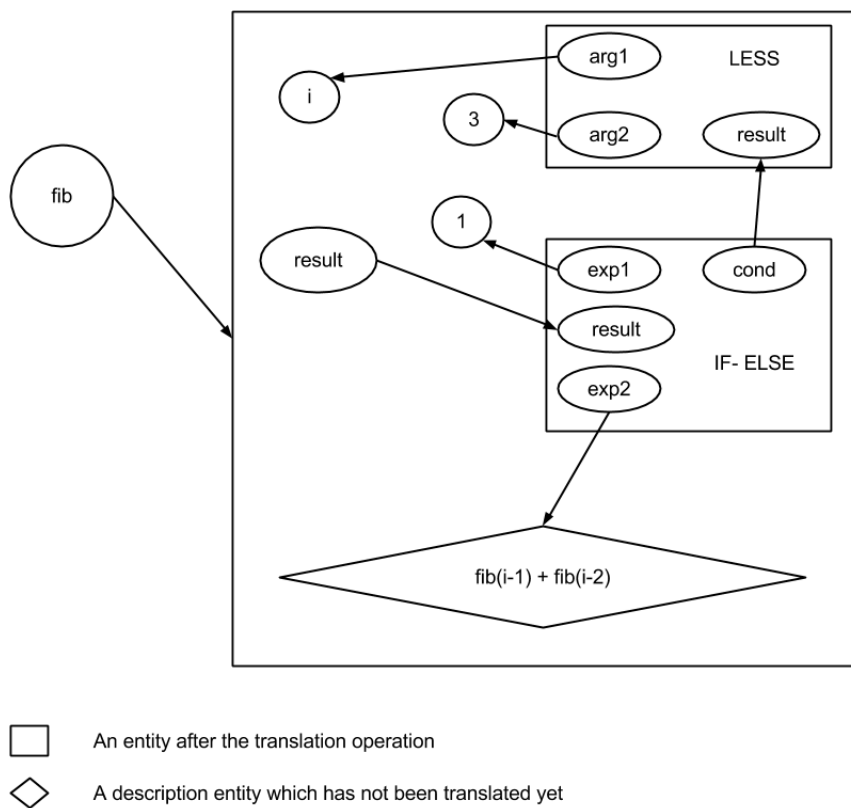 arg1
LESS
i
3
arg2
result
fib
1
result
exp1
cond
result
IF- ELSE
exp2
fib(i-1) + fib(i-2)
An entity after the translation operation
A description entity which has not been translated yet